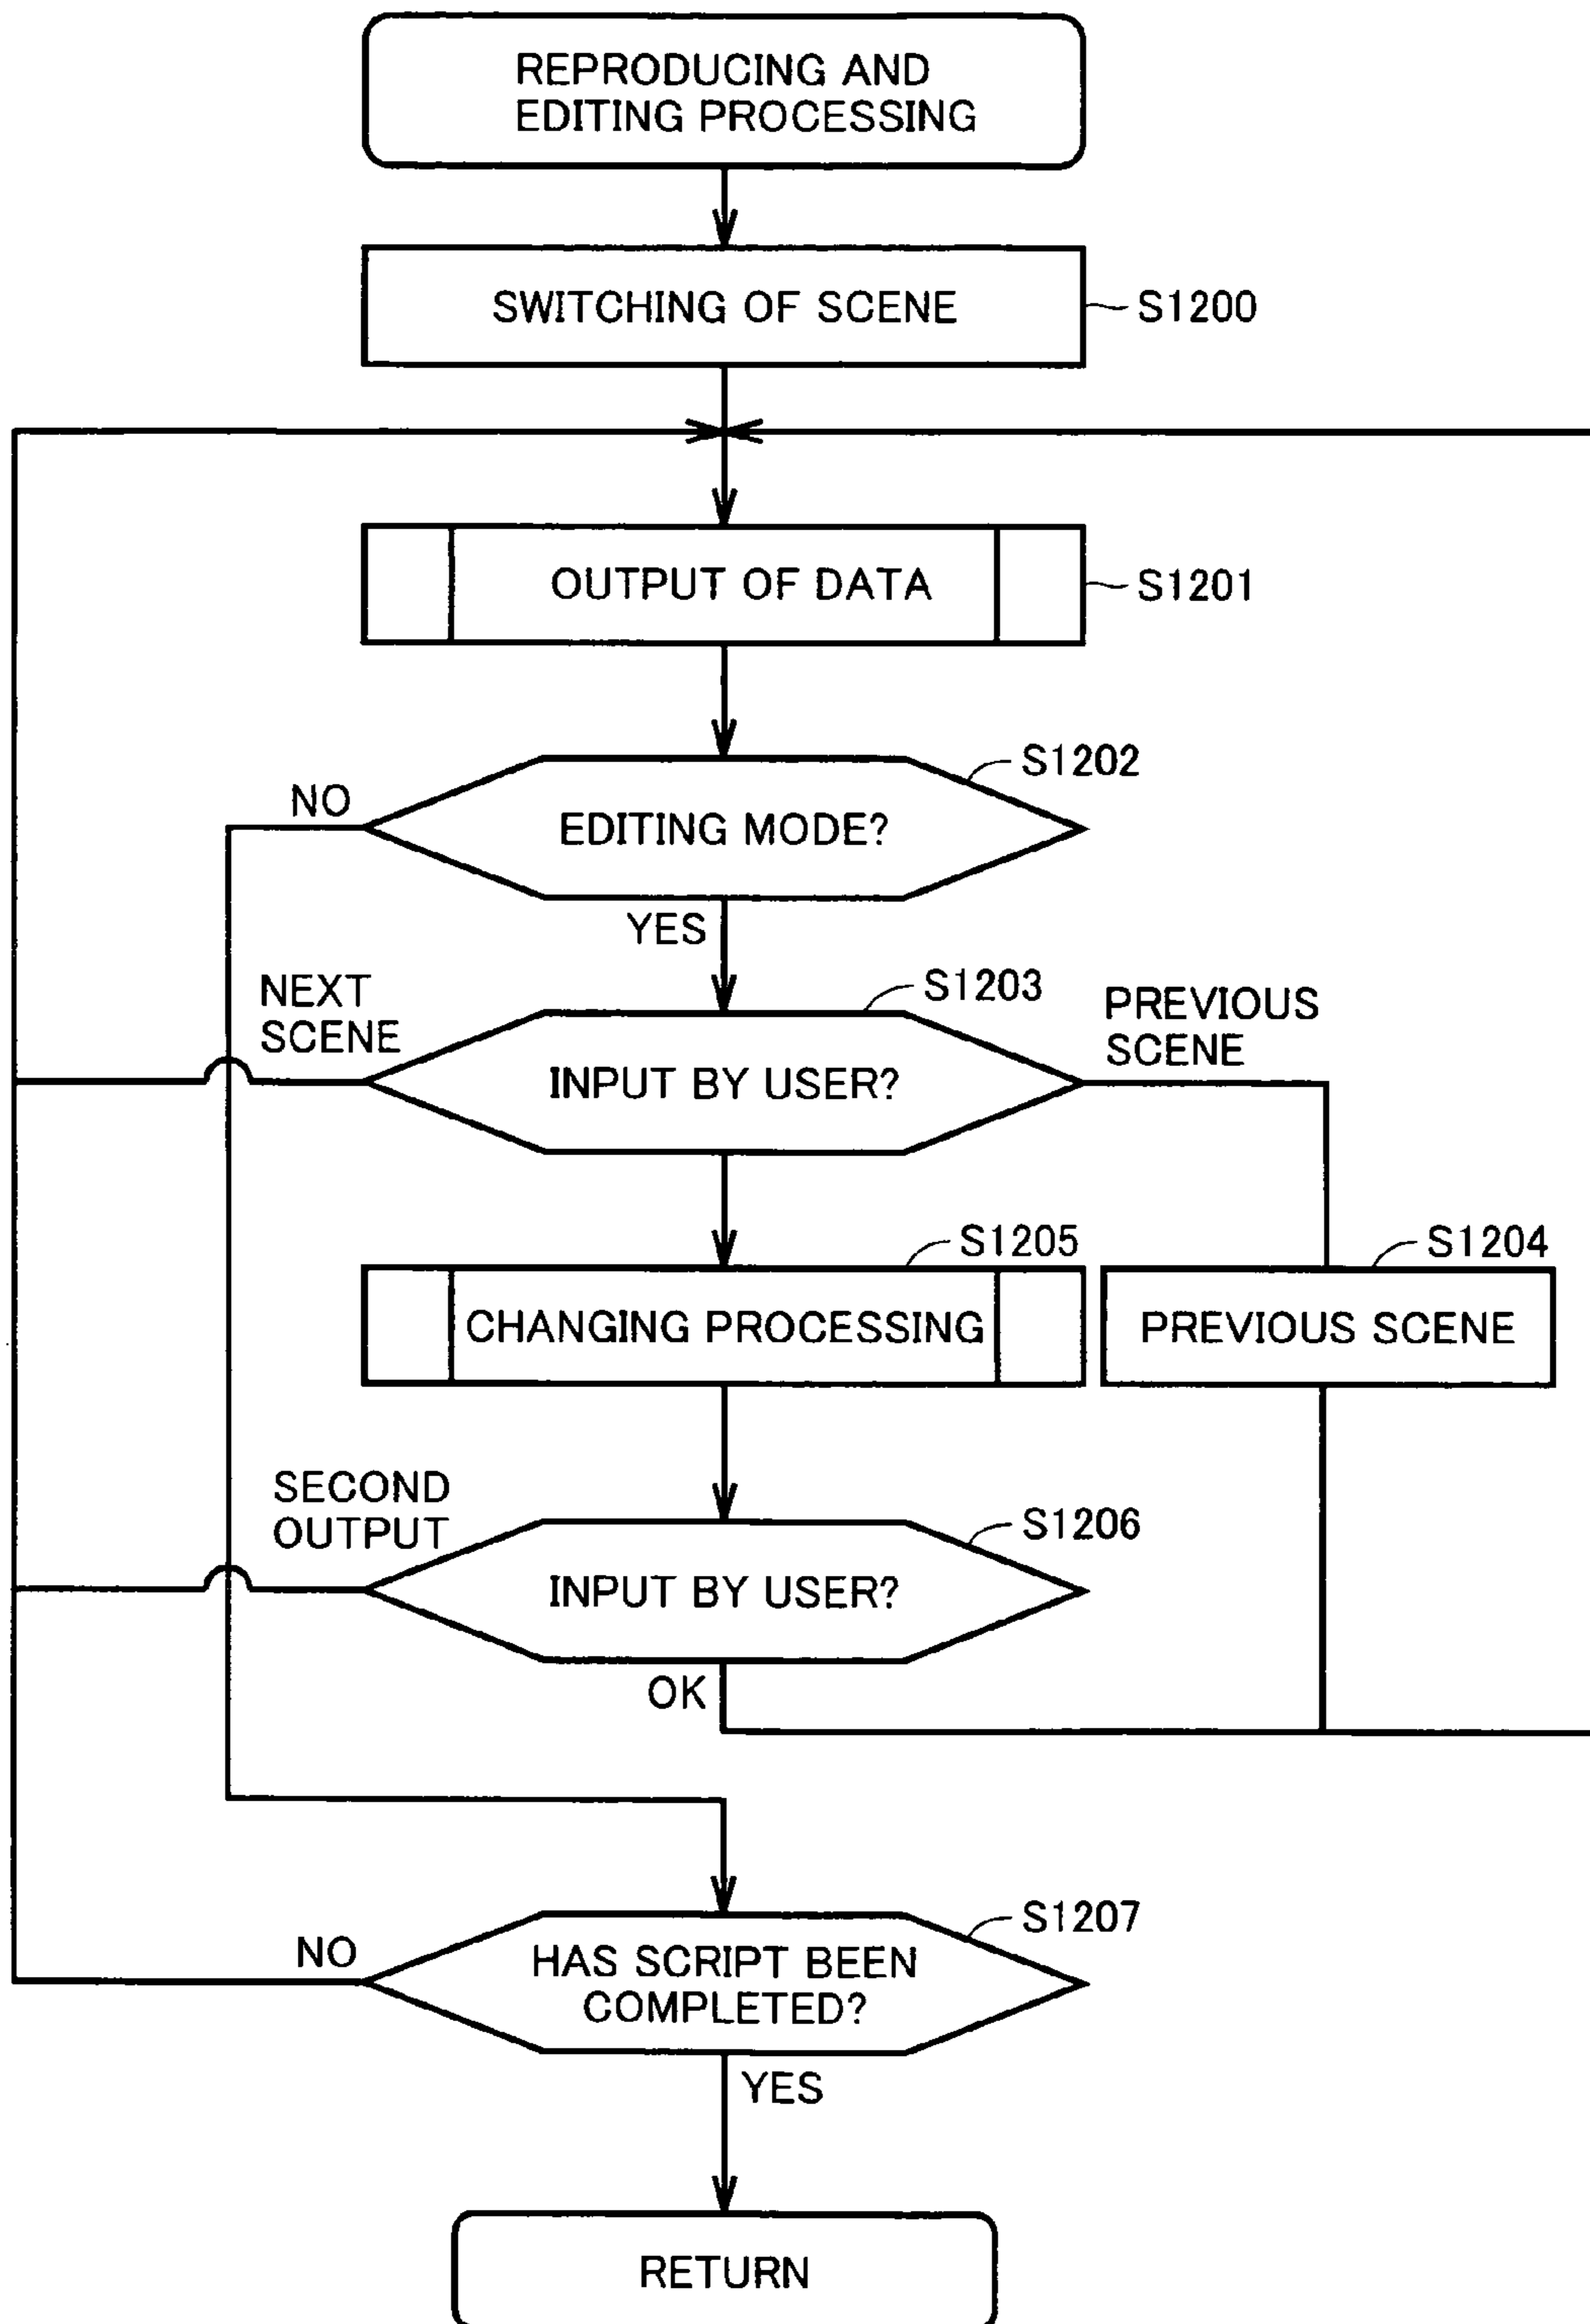 REPRODUCING AND
EDITING PROCESSING
SWITCHING OF SCENE
S1200
OUTPUT OF DATA
S1201
S1202
NO
EDITING MODE?
YES
NEXT
SCENE
S1203
PREVIOUS
SCENE
INPUT BY USER?
S1205
S1204
CHANGING PROCESSING
PREVIOUS SCENE
SECOND
OUTPUT
S1206
INPUT BY USER?
OK
S1207
NO
HAS SCRIPT BEEN
COMPLETED?
YES
RETURN